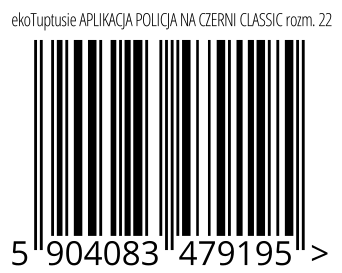 ekoTuptusie APLIKACJA POLICJA NA CZERNI CLASSIC rozm. 22
5 904083 479195 >